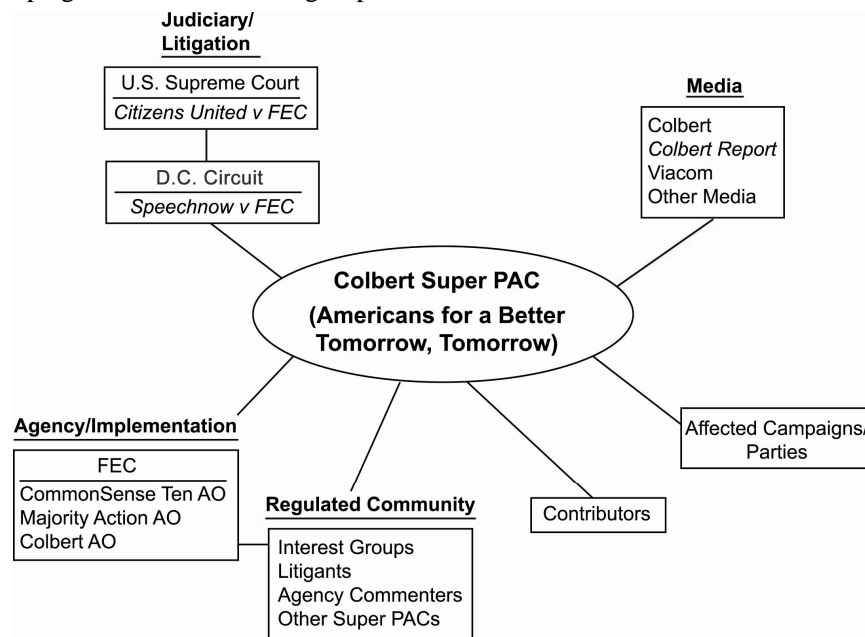 Judiciary/
Litigation
U.S. Supreme Court
Citizens United v FEC
D.C. Circuit
Speechnow v FEC
Media
Colbert
Colbert Report
Viacom
Other Media
Colbert Super PAC
(Americans for a Better
Tomorrow, Tomorrow)
Agency/Implementation
FEC
CommonSense Ten AO
Majority Action AO
Colbert AO
Regulated Community
Interest Groups
Litigants
Agency Commenters
Other Super PACs
Contributors
Affected Campaigns/
Parties